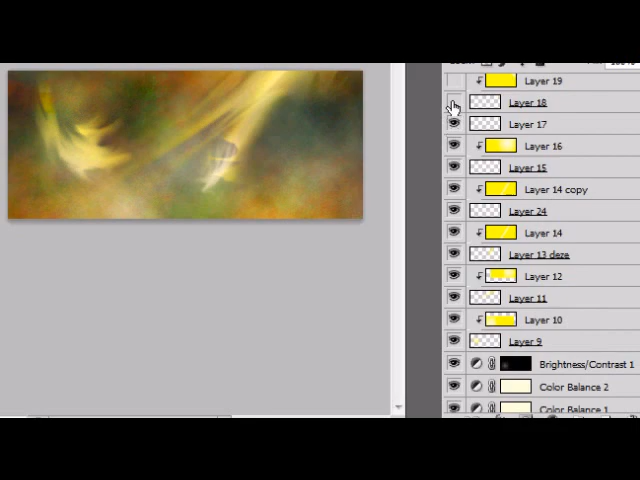 Layer 19
Layer 18
Layer 17
Layer 16
Layer 15
Layer 14 copy
Layer 24
Layer 14
Layer 13 deze
Layer 12
Layer 11
Layer 10
Layer 9
Brightness/Contrast 1
Color Balance 2
Color Balance 1